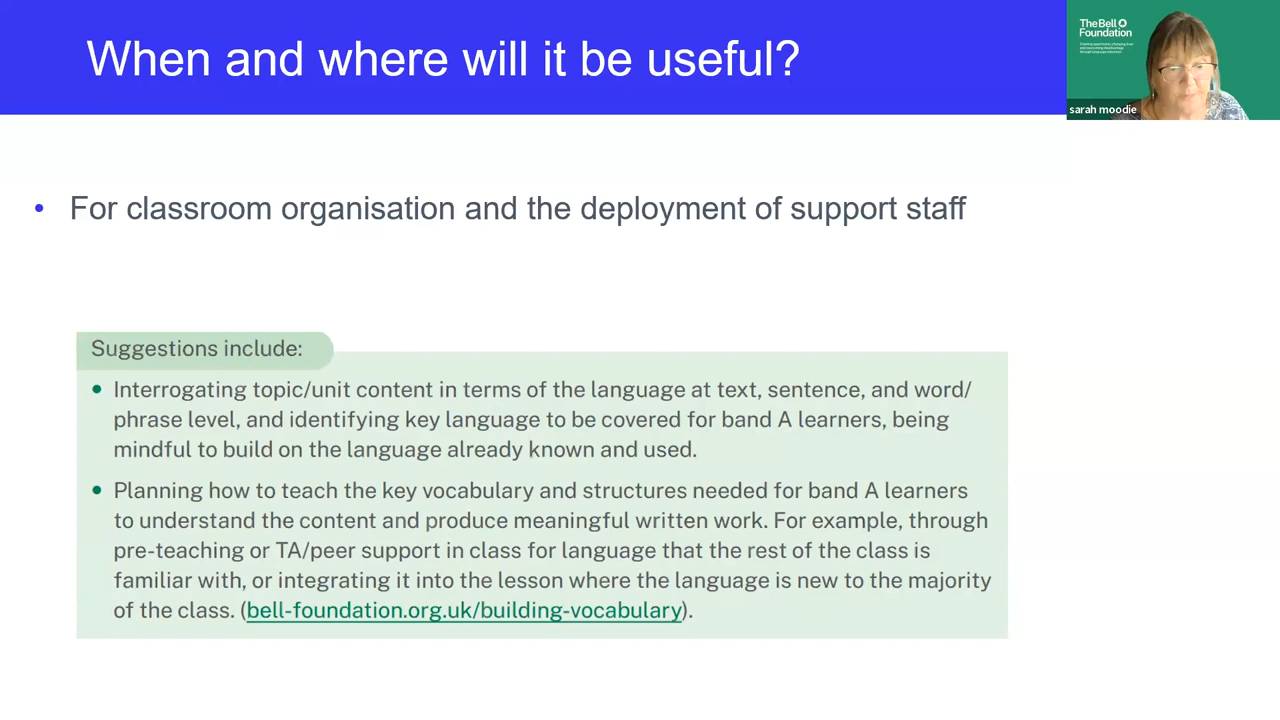 When and where will it be useful?
The Bell
Foundation
sarah moodie
• For classroom organisation and the deployment of support staff
Suggestions include:
• Interrogating topic/unit content in terms of the language at text, sentence, and word/
phrase level, and identifying key language to be covered for band A learners, being
mindful to build on the language already known and used.
• Planning how to teach the key vocabulary and structures needed for band A learners
to understand the content and produce meaningful written work. For example, through
pre-teaching or TA/peer support in class for language that the rest of the class is
familiar with, or integrating it into the lesson where the language is new to the majority
of the class. (bell-foundation.org.uk/building-vocabulary).